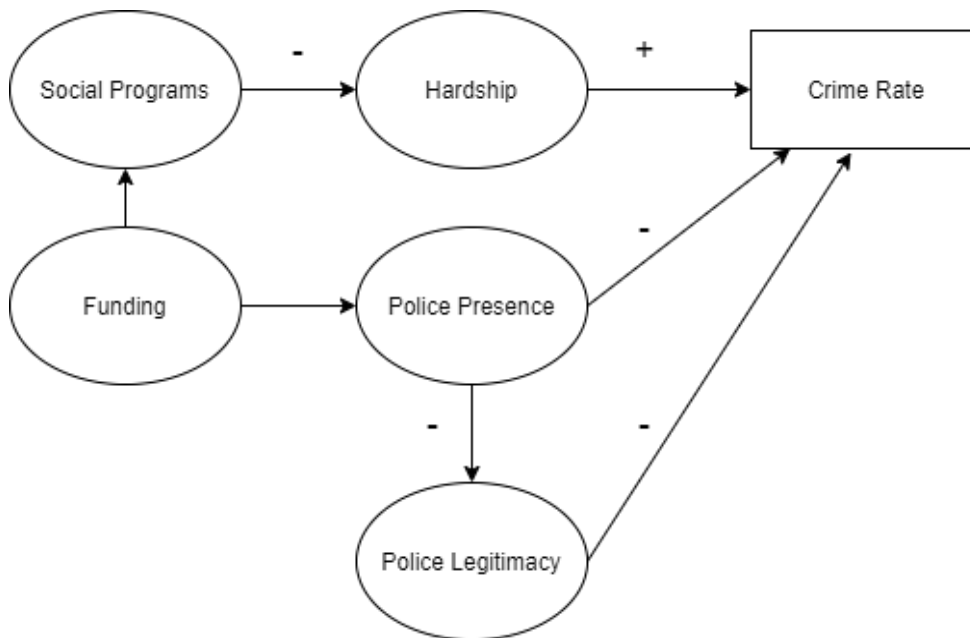 -
+
Social Programs
Hardship
Crime Rate
-
Funding
Police Presence
-
-
Police Legitimacy